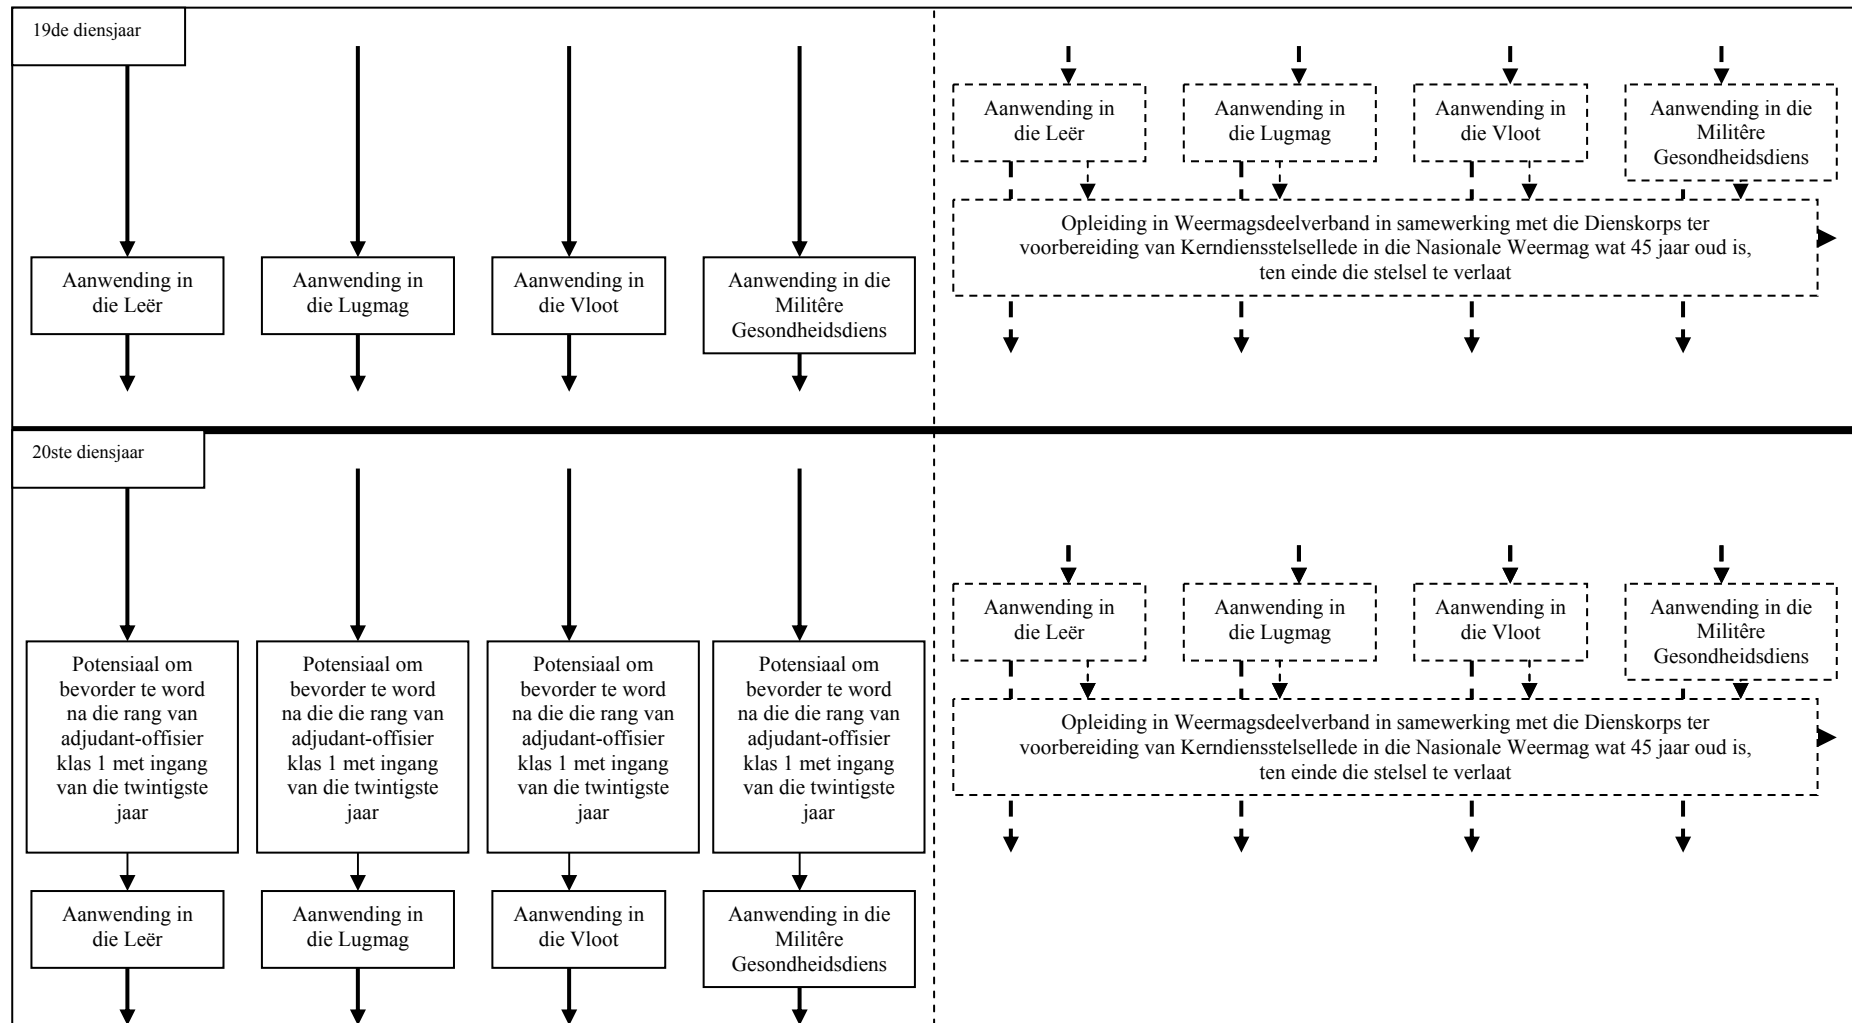 19de diensjaar
Aanwending in
die Leër
Aanwending in
die Lugmag
Aanwending in
die Vloot
Aanwending in die
Militêre
Gesondheidsdiens
Aanwending in
die Leër
Aanwending in
die Lugmag
Aanwending in
die Vloot
Aanwending in die
Militêre
Gesondheidsdiens
Opleiding in Weermagsdeelverband in samewerking met die Dienskorps ter
voorbereiding van Kerndiensstelsellede in die Nasionale Weermag wat 45 jaar oud is,
ten einde die stelsel te verlaat
20ste diensjaar
Potensiaal om
bevorder te word
na die die rang van
adjudant-offisier
klas 1 met ingang
van die twintigste
jaar
Potensiaal om
bevorder te word
na die die rang van
adjudant-offisier
klas 1 met ingang
van die twintigste
jaar
Potensiaal om
bevorder te word
na die die rang van
adjudant-offisier
klas 1 met ingang
van die twintigste
jaar
Potensiaal om
bevorder te word
na die die rang van
adjudant-offisier
klas 1 met ingang
van die twintigste
jaar
Aanwending in
die Leër
Aanwending in
die Lugmag
Aanwending in
die Vloot
Aanwending in die
Militêre
Gesondheidsdiens
Aanwending in
die Leër
Aanwending in
die Lugmag
Aanwending in
die Vloot
Aanwending in die
Militêre
Gesondheidsdiens
Opleiding in Weermagsdeelverband in samewerking met die Dienskorps ter
voorbereiding van Kerndiensstelsellede in die Nasionale Weermag wat 45 jaar oud is,
ten einde die stelsel te verlaat